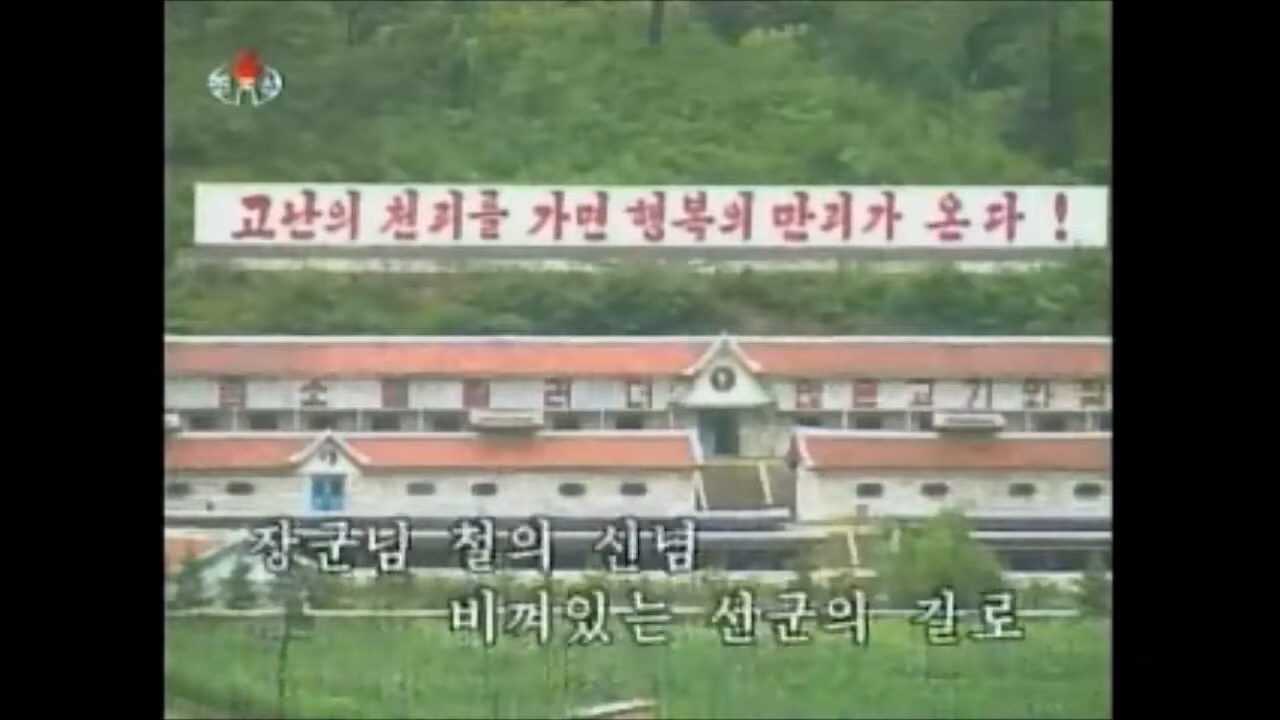 고난의 천리를 가면 행복의 만리가 온다 !
장군님 철의 신념
비껴있는 선군의 길로